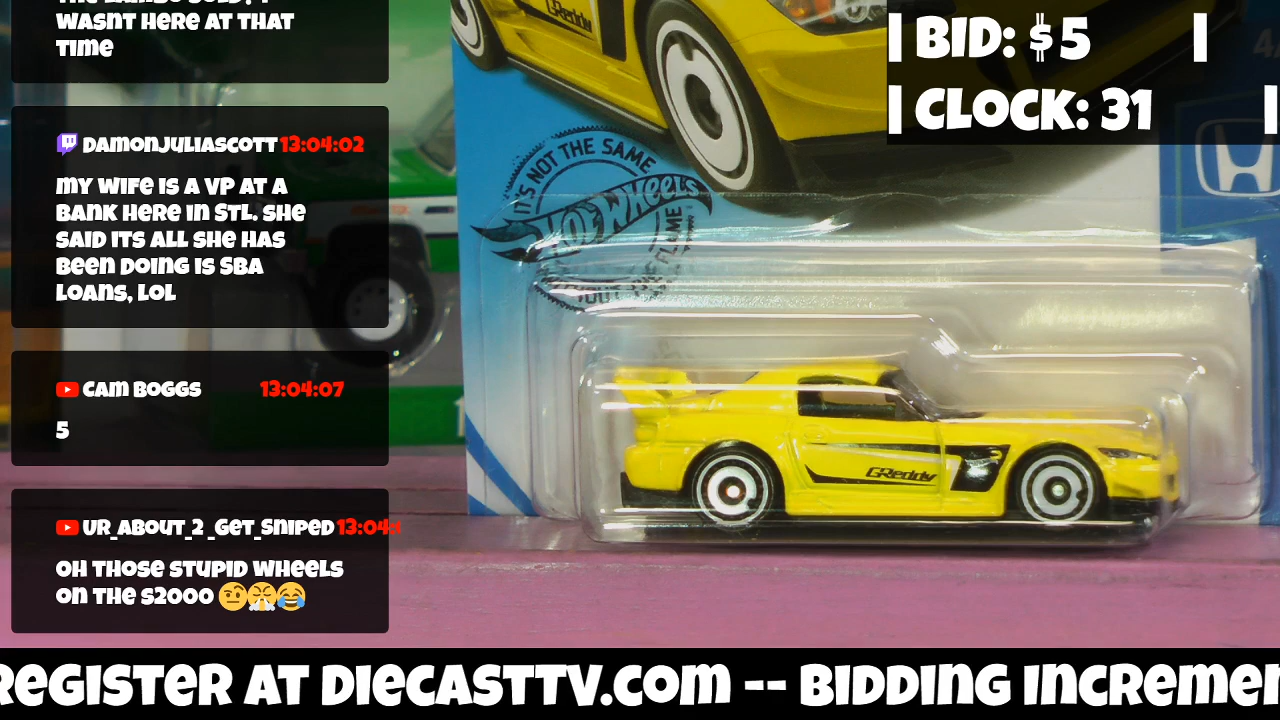 WASNT HERE AT THAT
TIME
DAMONJULIASCOTT 13:04:02
MY WIFE IS A VP AT A
BANK HERE IN STL. SHE
SAID ITS ALL SHE HAS
BEEN DOING IS SBA
LOANS, LOL
CAM BOGGS 13:04:07
5
UR_ABOUT_2_GET_SNIPED 13:04:
OH THOSE STUPID WHEELS
ON THE S2000 🤨😤😂
| BID: $5 |
| CLOCK: 31 |
GReddy
IT'S NOT THE SAME
HOT WHEELS
GReddy
REGISTER AT DIECASTTV.COM -- BIDDING INCREMEN